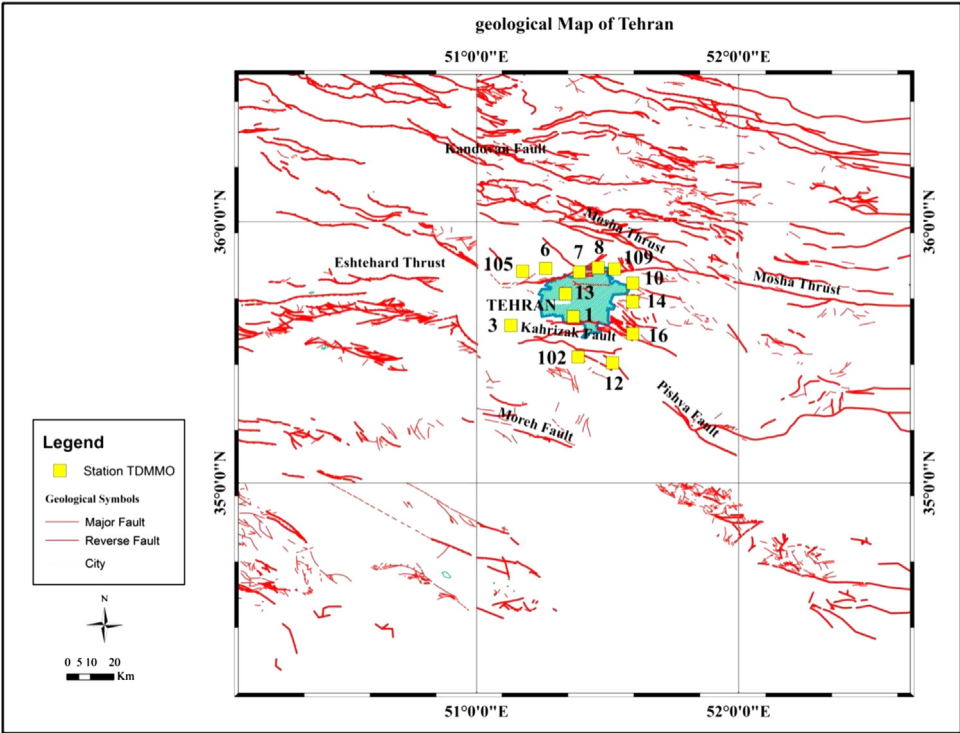 geological Map of Tehran
51°0'0"E
52°0'0"E
Kandovan Fault
36°0'0"N
36°0'0"N
Mosha Thrust
8
7
6
109
105
Eshtehard Thrust
10
Mosha Thrust
13
14
TEHRAN
1
3
Kahrizak Fault
16
102
12
Pishva Fault
Moreh Fault
35°0'0"N
35°0'0"N
Legend
Station TDMMO
Geological Symbols
Major Fault
Reverse Fault
City
N
0 5 10 20
Km
51°0'0"E
52°0'0"E